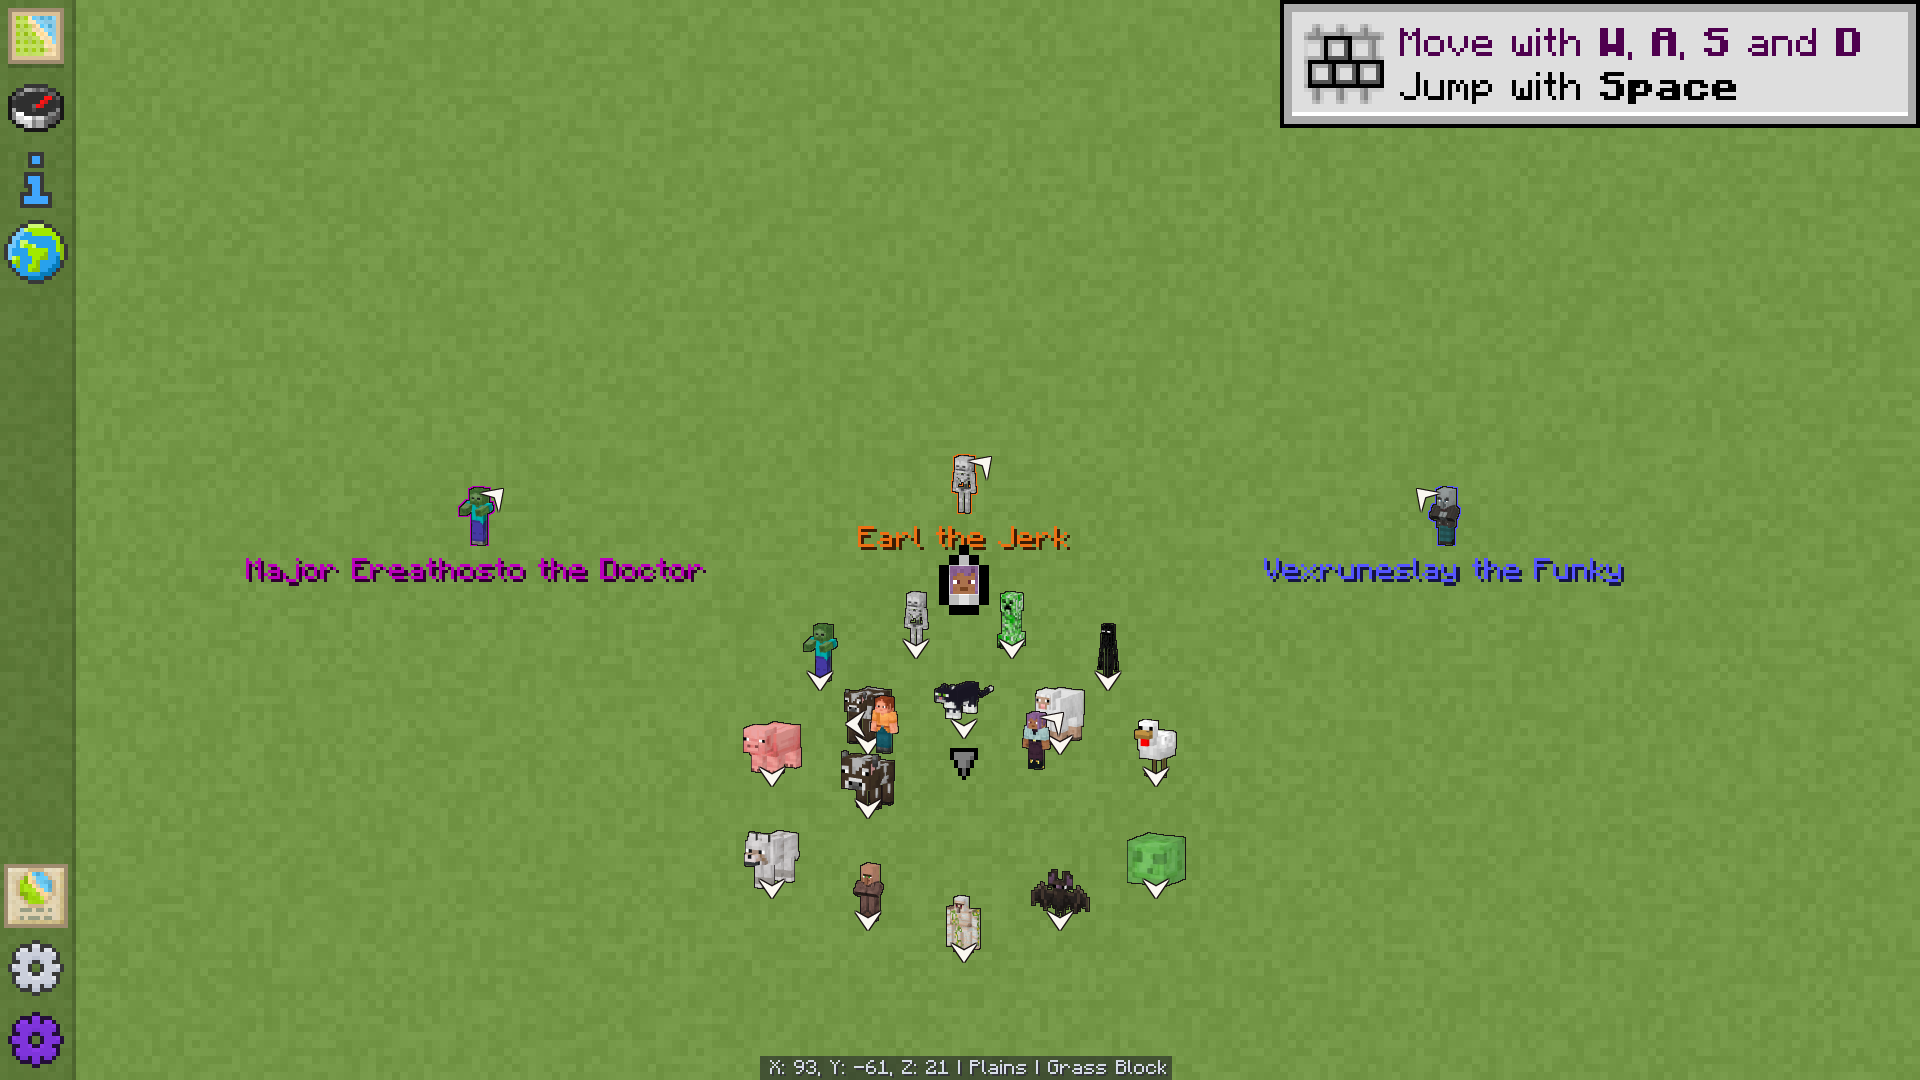 Move with W, A, S and D
Jump with Space
Earl the Jerk
Major Ereathosto the Doctor
Vexruneslay the Funky
X: 93, Y: -61, Z: 21 | Plains | Grass Block